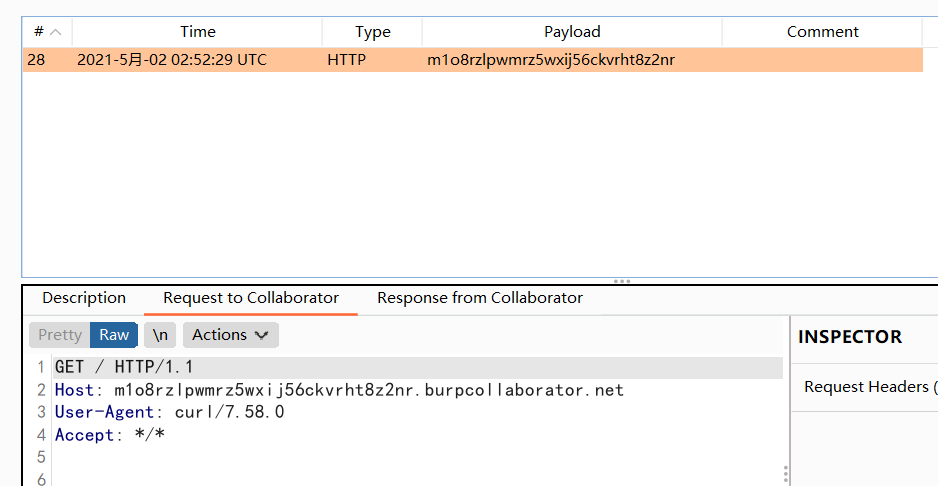 # Time Type Payload Comment
28 2021-5月-02 02:52:29 UTC HTTP m1o8rzlpwmrz5wxij56ckvrht8z2nr
Description Request to Collaborator Response from Collaborator
Pretty Raw \n Actions
INSPECTOR
1 GET / HTTP/1.1
2 Host: m1o8rzlpwmrz5wxij56ckvrht8z2nr.burpcollaborator.net
Request Headers (
3 User-Agent: curl/7.58.0
4 Accept: */*
5
6